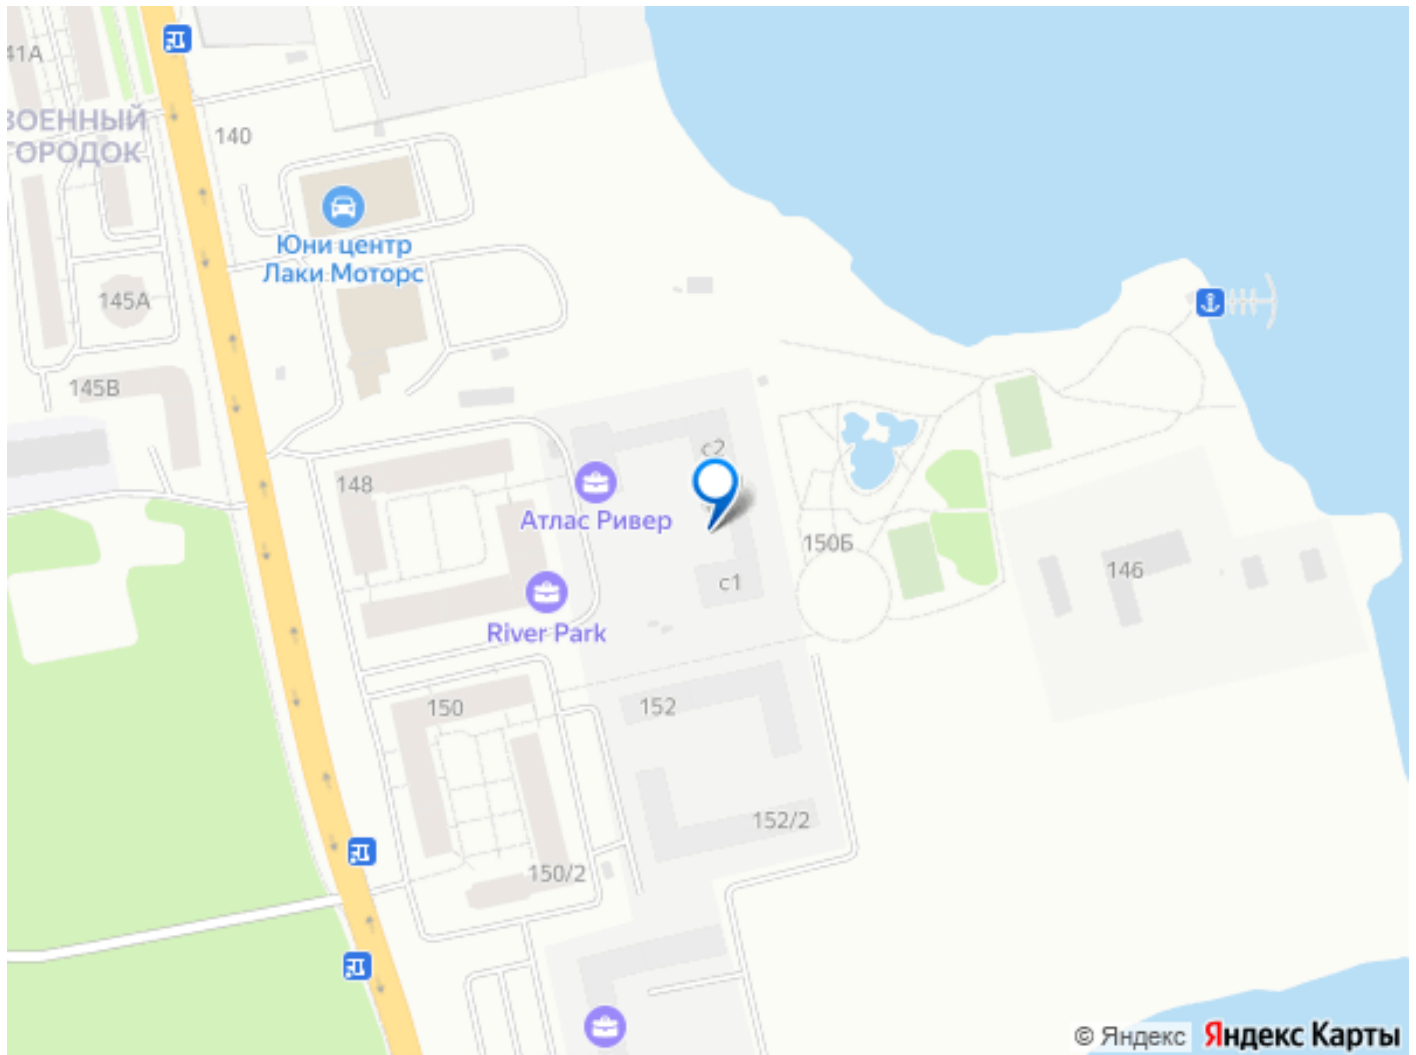 41А
ВОЕННЫЙ
ГОРОДОК
140
Юни центр
Лаки Моторс
145А
145В
148
с2
Атлас Ривер
150Б
146
с1
River Park
150
152
152/2
150/2
© Яндекс Яндекс Карты